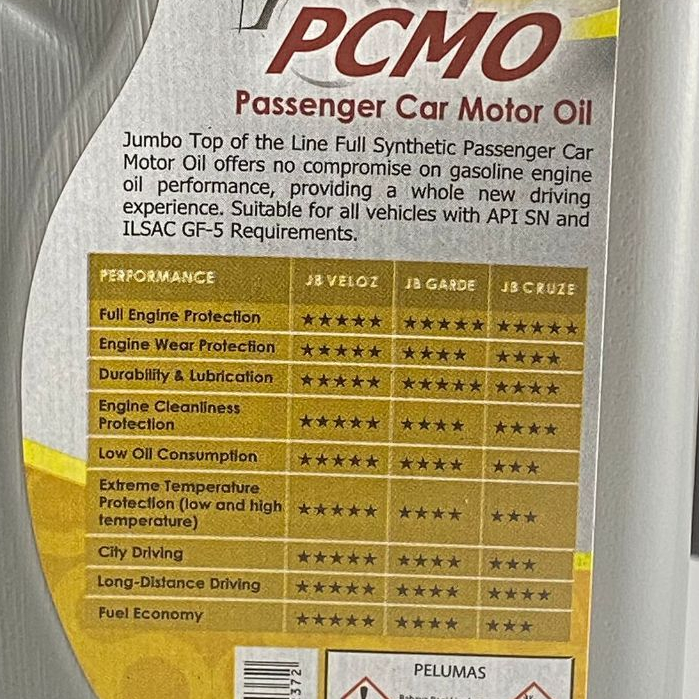 PCMO
Passenger Car Motor Oil
Jumbo Top of the Line Full Synthetic Passenger Car
Motor Oil offers no compromise on gasoline engine
oil performance, providing a whole new driving
experience. Suitable for all vehicles with API SN and
ILSAC GF-5 Requirements.
PERFORMANCE JB VELOZ JB GARDE JB CRUZE
Full Engine Protection ★★★★★ ★★★★★ ★★★★★
Engine Wear Protection ★★★★★ ★★★★ ★★★★
Durability & Lubrication ★★★★★ ★★★★★ ★★★★
Engine Cleanliness
Protection ★★★★★ ★★★★ ★★★★
Low Oil Consumption ★★★★★ ★★★★ ★★★
Extreme Temperature
Protection (low and high ★★★★★ ★★★★ ★★★
temperature)
City Driving ★★★★★ ★★★★ ★★★
Long-Distance Driving ★★★★★ ★★★★ ★★★★
Fuel Economy ★★★★★ ★★★★ ★★★
372
PELUMAS